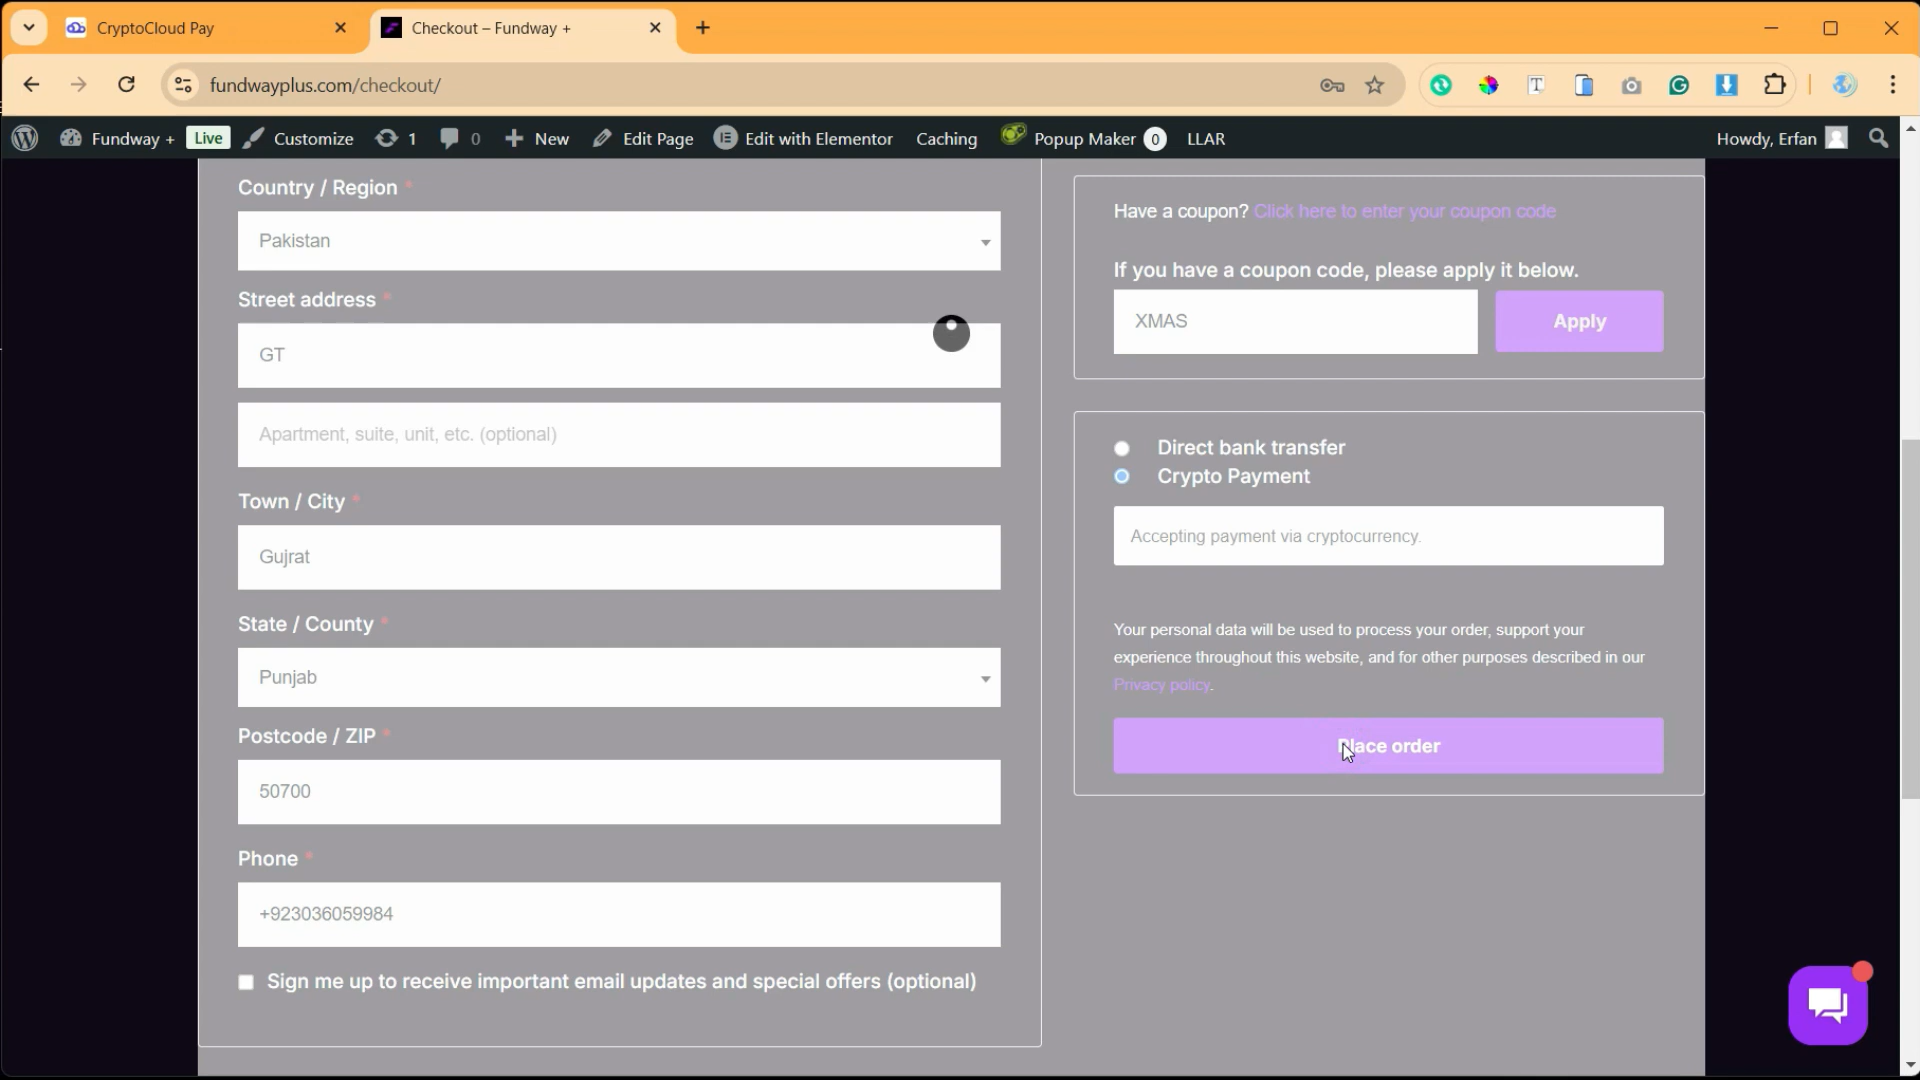 CryptoCloud Pay
Checkout – Fundway +
fundwayplus.com/checkout/
Fundway +
Live
Customize
1
0
New
Edit Page
Edit with Elementor
Caching
Popup Maker
0
LLAR
Howdy, Erfan
Country / Region *
Pakistan
Street address *
GT
Apartment, suite, unit, etc. (optional)
Town / City *
Gujrat
State / County *
Punjab
Postcode / ZIP *
50700
Phone *
+923036059984
Sign me up to receive important email updates and special offers (optional)
Have a coupon? Click here to enter your coupon code
If you have a coupon code, please apply it below.
XMAS
Apply
Direct bank transfer
Crypto Payment
Accepting payment via cryptocurrency.
Your personal data will be used to process your order, support your
experience throughout this website, and for other purposes described in our
Privacy policy.
Place order